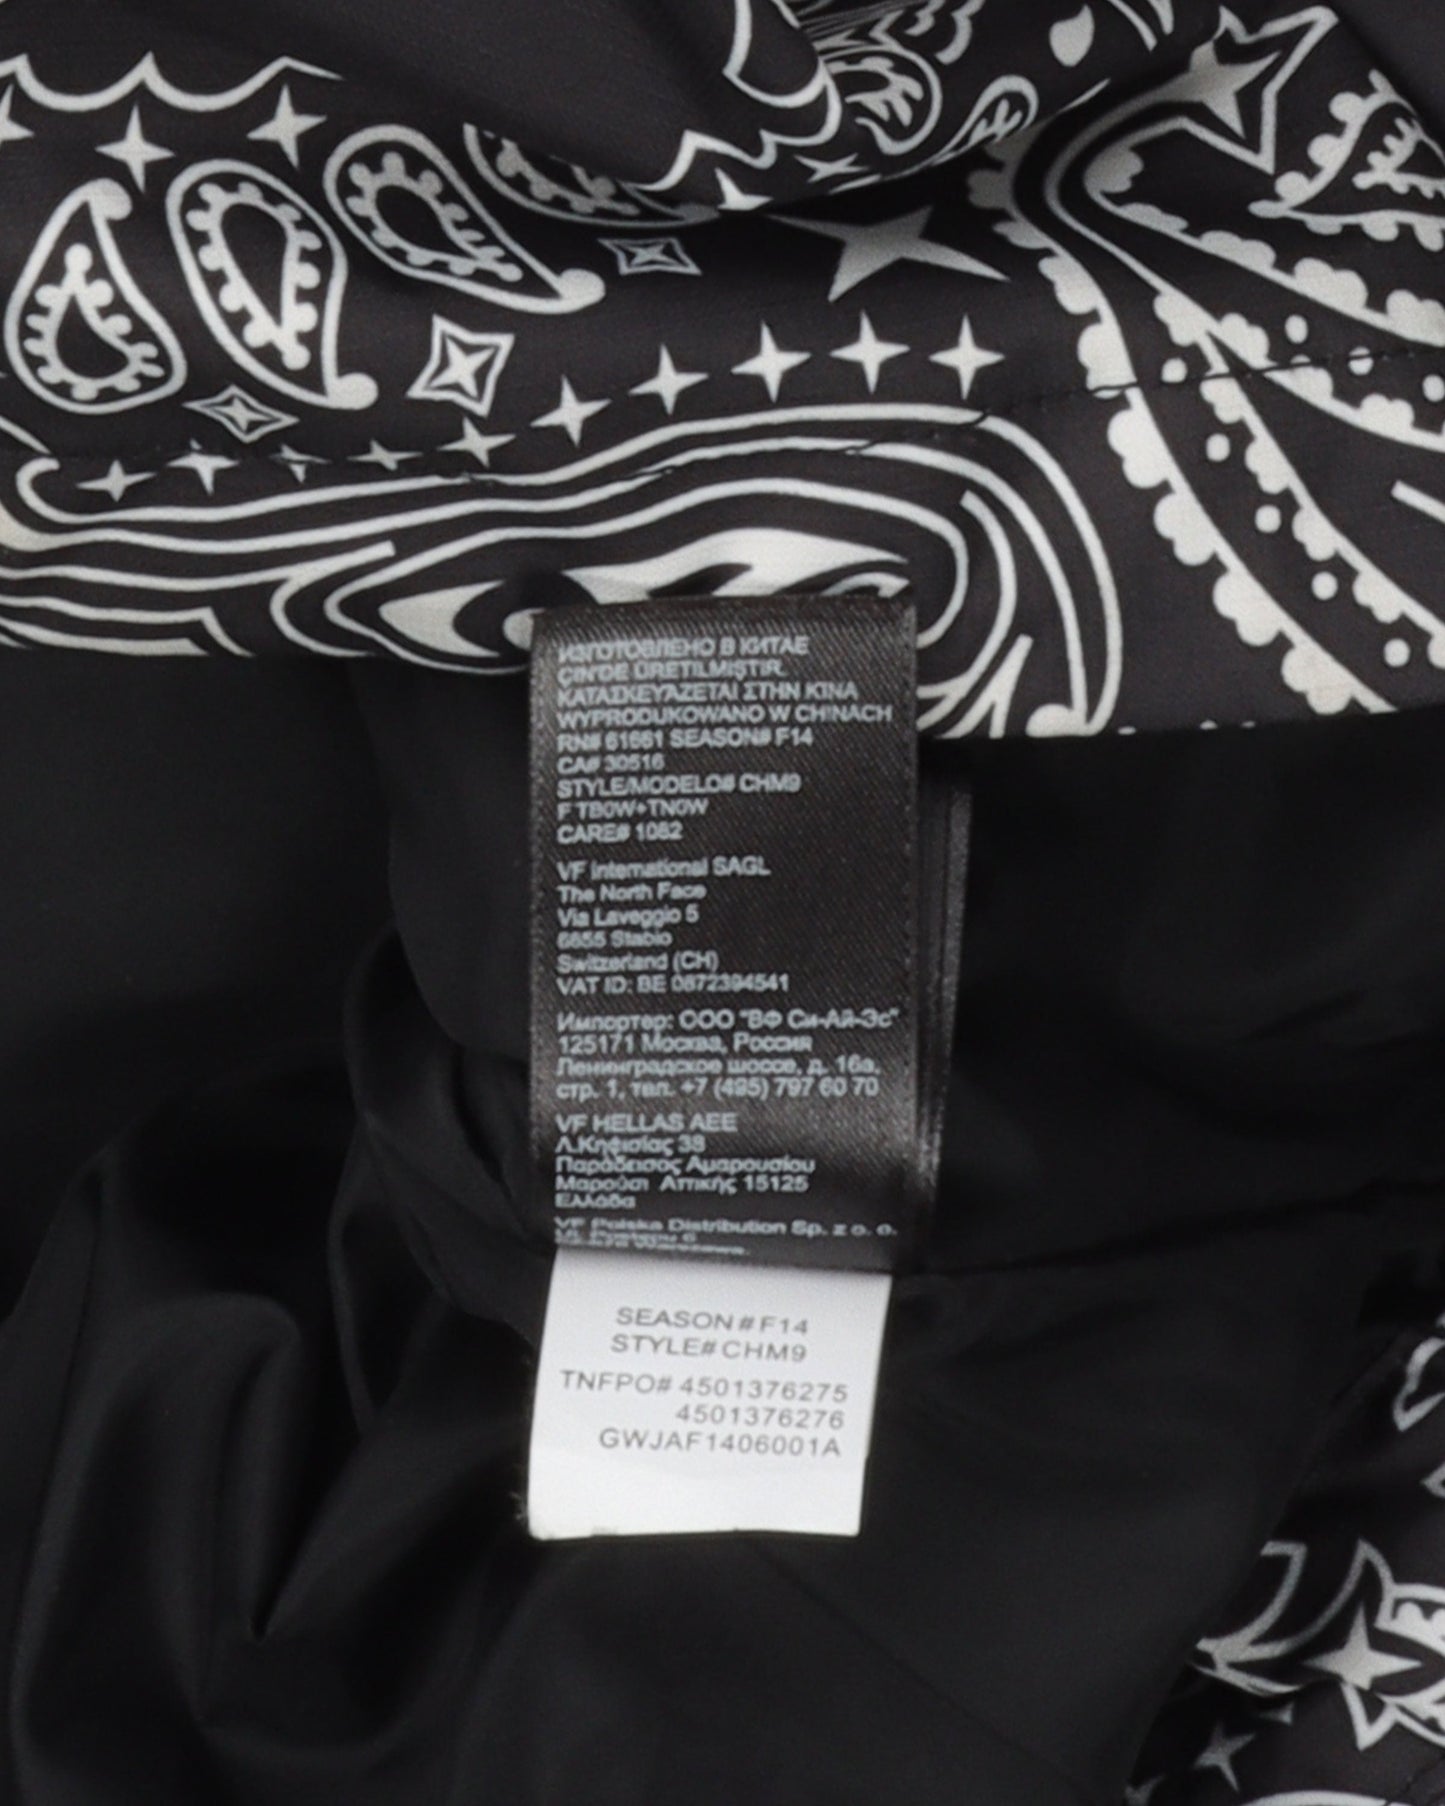 ИЗГОТОВЛЕНО В КИТАЕ
ÇİN'DE ÜRETİLMİŞTİR.
ΚΑΤΑΣΚΕΥΆΖΕΤΑΙ ΣΤΗΝ ΚΙΝΑ
WYPRODUKOWANO W CHINACH
RN# 61661 SEASON# F14
CA# 30516
STYLE/MODELO# CHM9
F TB0W+TN0W
CARE# 1082
VF International SAGL
The North Face
Via Laveggio 5
6855 Stabio
Switzerland (CH)
VAT ID: BE 0872394541
Импортер: ООО "ВФ Си-Ай-Эс"
125171 Москва, Россия
Ленинградское шоссе, д. 16а,
стр. 1, тел. +7 (495) 797 60 70
VF HELLAS AEE
Λ.Κηφισίας 38
Παράδεισος Αμαρουσίου
Μαρούσι Αττικής 15125
Ελλάδα
VF Polska Distribution Sp. z o. o.
SEASON#F14
STYLE#CHM9
TNFPO# 4501376275
4501376276
GWJAF1406001A